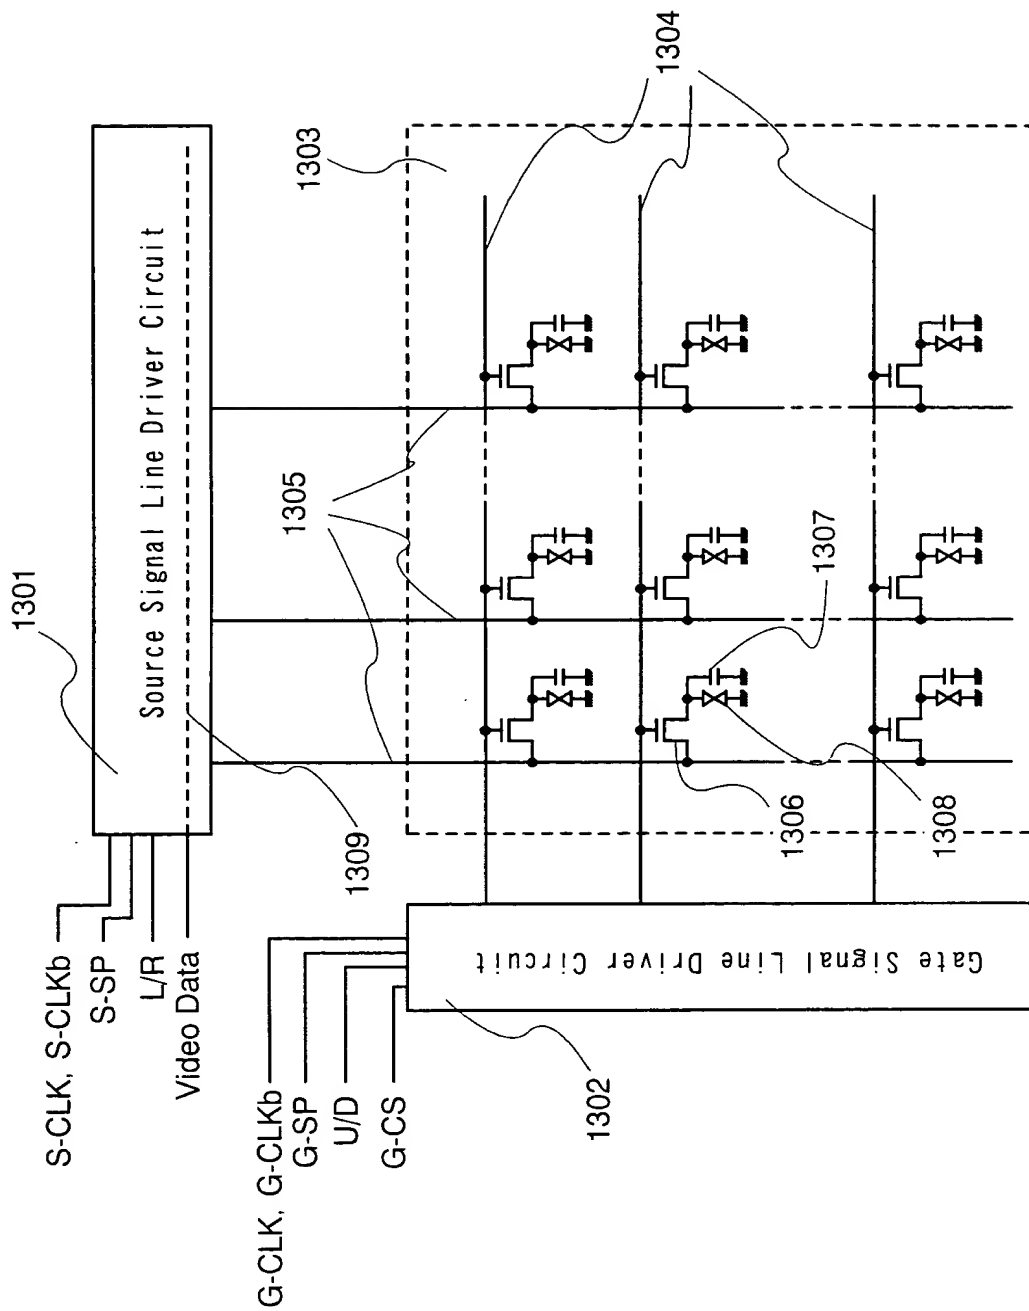 1301
Source Signal Line Driver Circuit
S-CLK, S-CLKb
S-SP
L/R
Video Data
1309
1305
1303
1304
G-CLK, G-CLKb
G-SP
U/D
G-CS
1302
Gate Signal Line Driver Circuit
1306
1308
1307